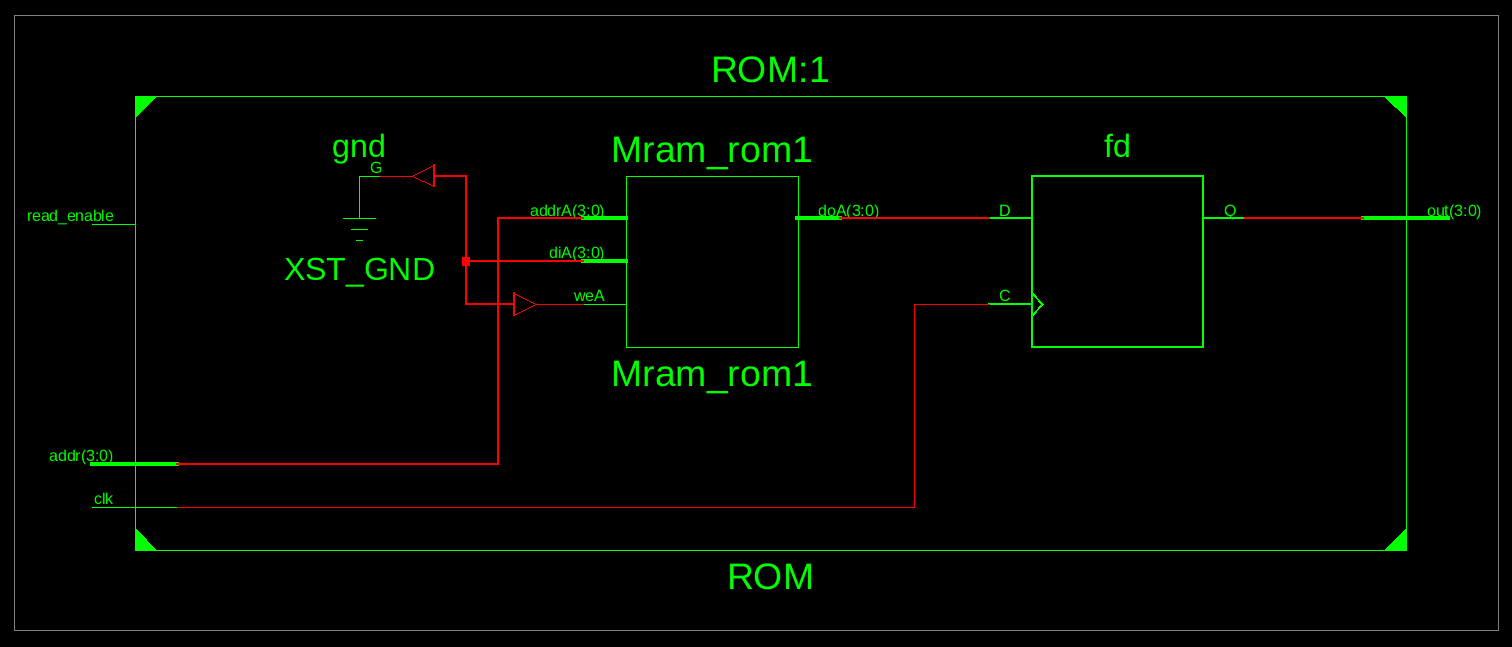 ROM:1
gnd
G
XST_GND
Mram_rom1
fd
read_enable
addrA(3:0)
doA(3:0)
D
Q
out(3:0)
diA(3:0)
weA
C
Mram_rom1
addr(3:0)
clk
ROM